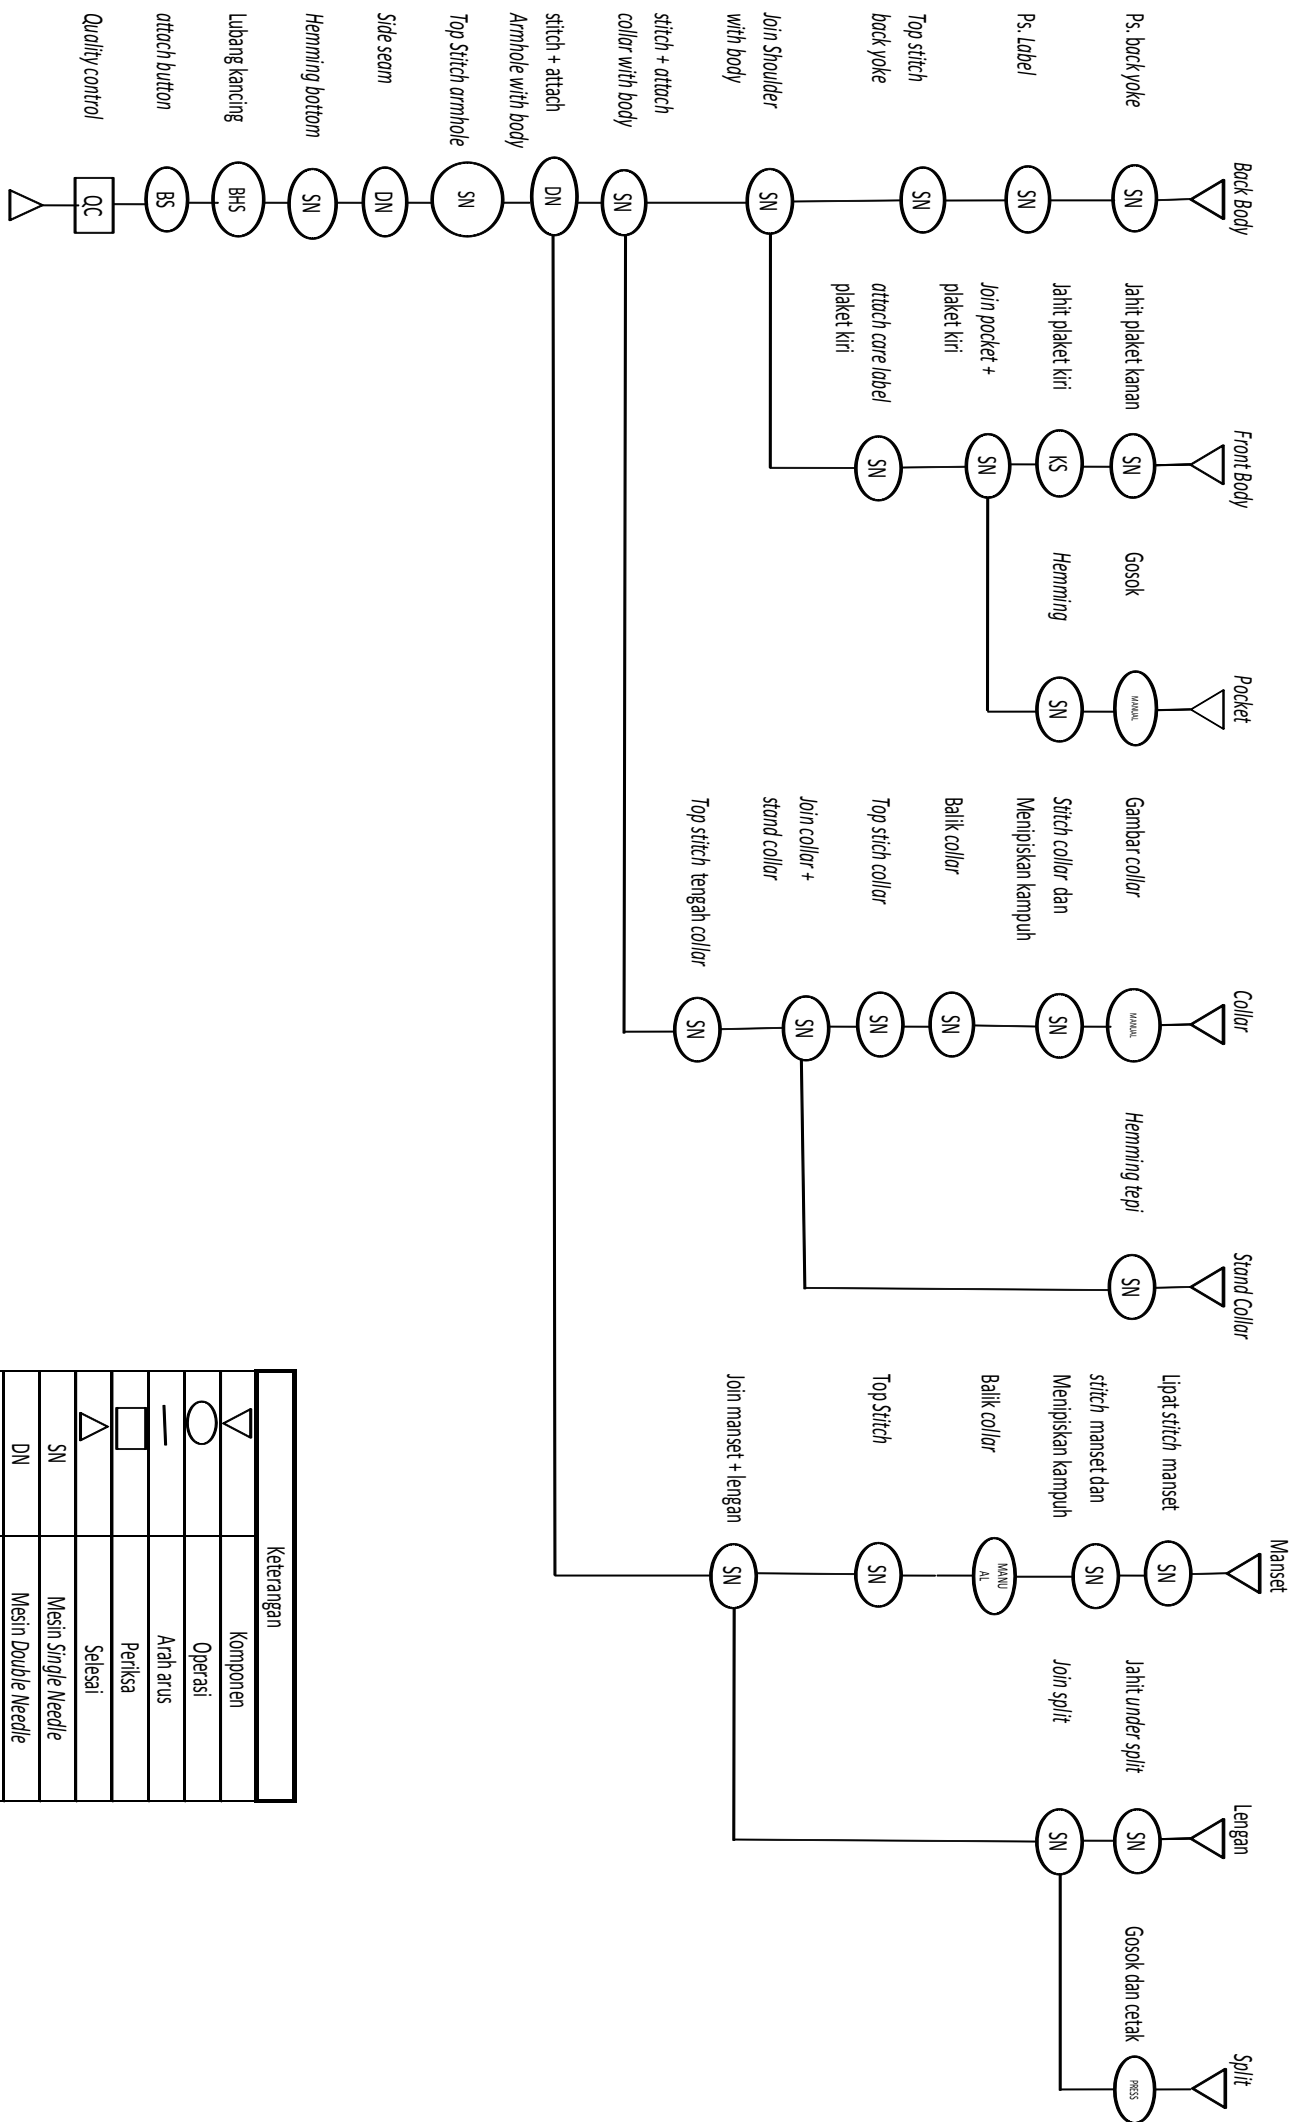 Back Body
Ps. back yoke
SN
Ps. Label
SN
Top stitch
back yoke
SN
Join Shoulder
with body
SN
stitch + attach
collar with body
SN
stitch + attach
Armhole with body
DN
Top Stitch armhole
SN
Side seam
DN
Hemming bottom
SN
Lubang kancing
BHS
attach button
BS
Quality control
QC
Front Body
Jahit plaket kanan
SN
Jahit plaket kiri
KS
Join pocket +
plaket kiri
SN
attach care label
plaket kiri
SN
Pocket
Gosok
MANUAL
Hemming
SN
Collar
Gambar collar
MANUAL
Stitch collar dan
Menipiskan kampuh
SN
Balik collar
SN
Top stich collar
SN
Join collar +
stand collar
SN
Top stitch tengah collar
SN
Stand Collar
Hemming tepi
SN
Manset
Lipat stitch manset
SN
stitch manset dan
Menipiskan kampuh
SN
Balik collar
MANU
AL
Top Stitch
SN
Join manset + lengan
SN
Lengan
Jahit under split
SN
Join split
SN
Split
Gosok dan cetak
PRESS
Keterangan
Komponen
Operasi
Arah arus
Periksa
Selesai
SN Mesin Single Needle
DN Mesin Double Needle